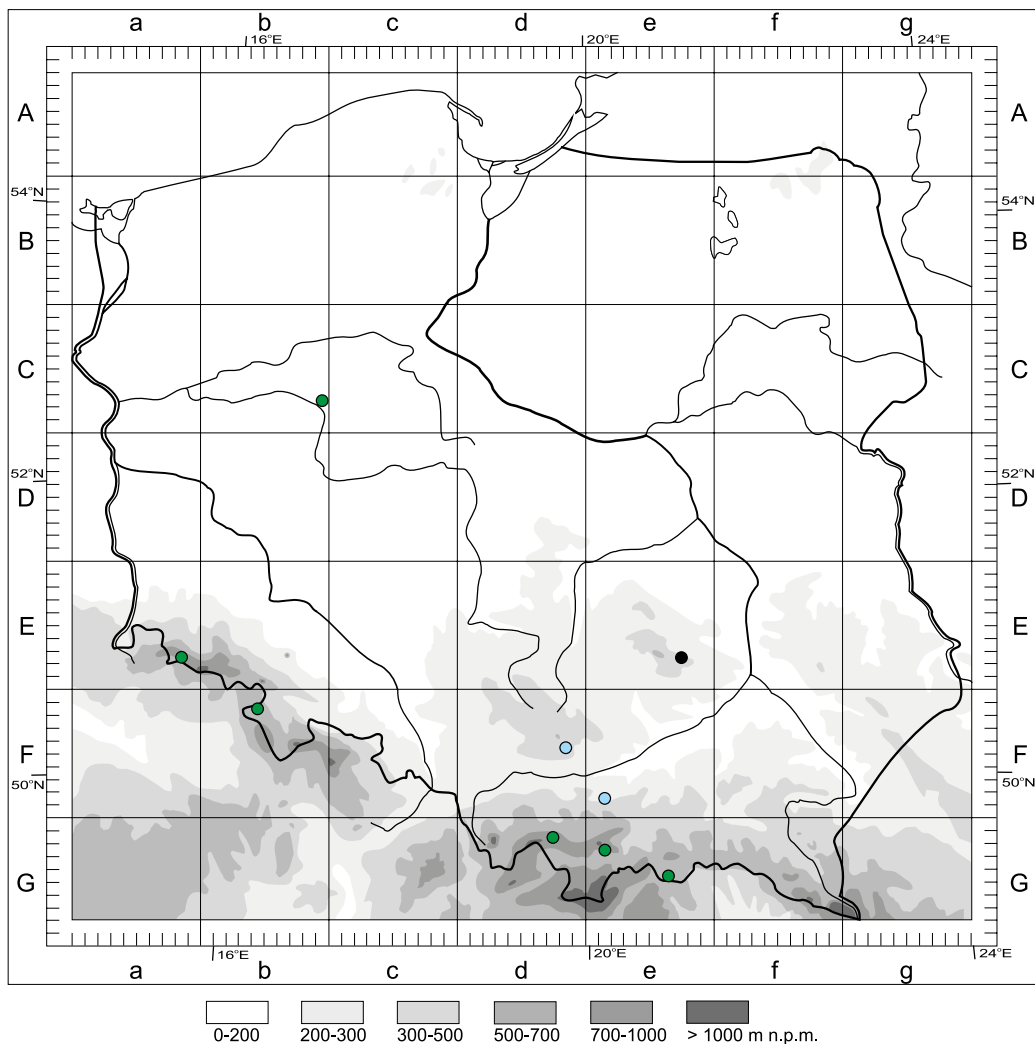 a b c d e f g
16°E 20°E 24°E
A A
54°N 54°N
B B
C C
52°N 52°N
D D
E E
F F
50°N 50°N
G G
16°E 20°E 24°E
a b c d e f g
0-200 200-300 300-500 500-700 700-1000 > 1000 m n.p.m.